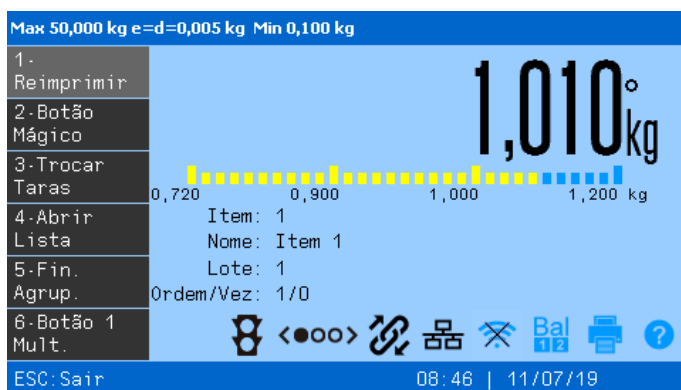 Max 50,000 kg e=d=0,005 kg Min 0,100 kg
1-
Reimprimir
2-Botão
Mágico
3-Trocar
Taras
4-Abrir
Lista
5-Fin.
Agrup.
6-Botão 1
Mult.
1,010 kg
0,720 0,900 1,000 1,200 kg
Item: 1
Nome: Item 1
Lote: 1
Ordem/Vez: 1/0
Bal
1 2
?
ESC:Sair
08:46 | 11/07/19